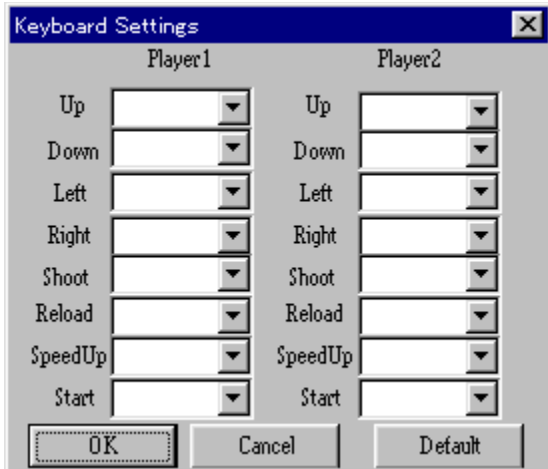 Keyboard Settings
Player1 Player2
Up Up
Down Down
Left Left
Right Right
Shoot Shoot
Reload Reload
SpeedUp SpeedUp
Start Start
OK Cancel Default